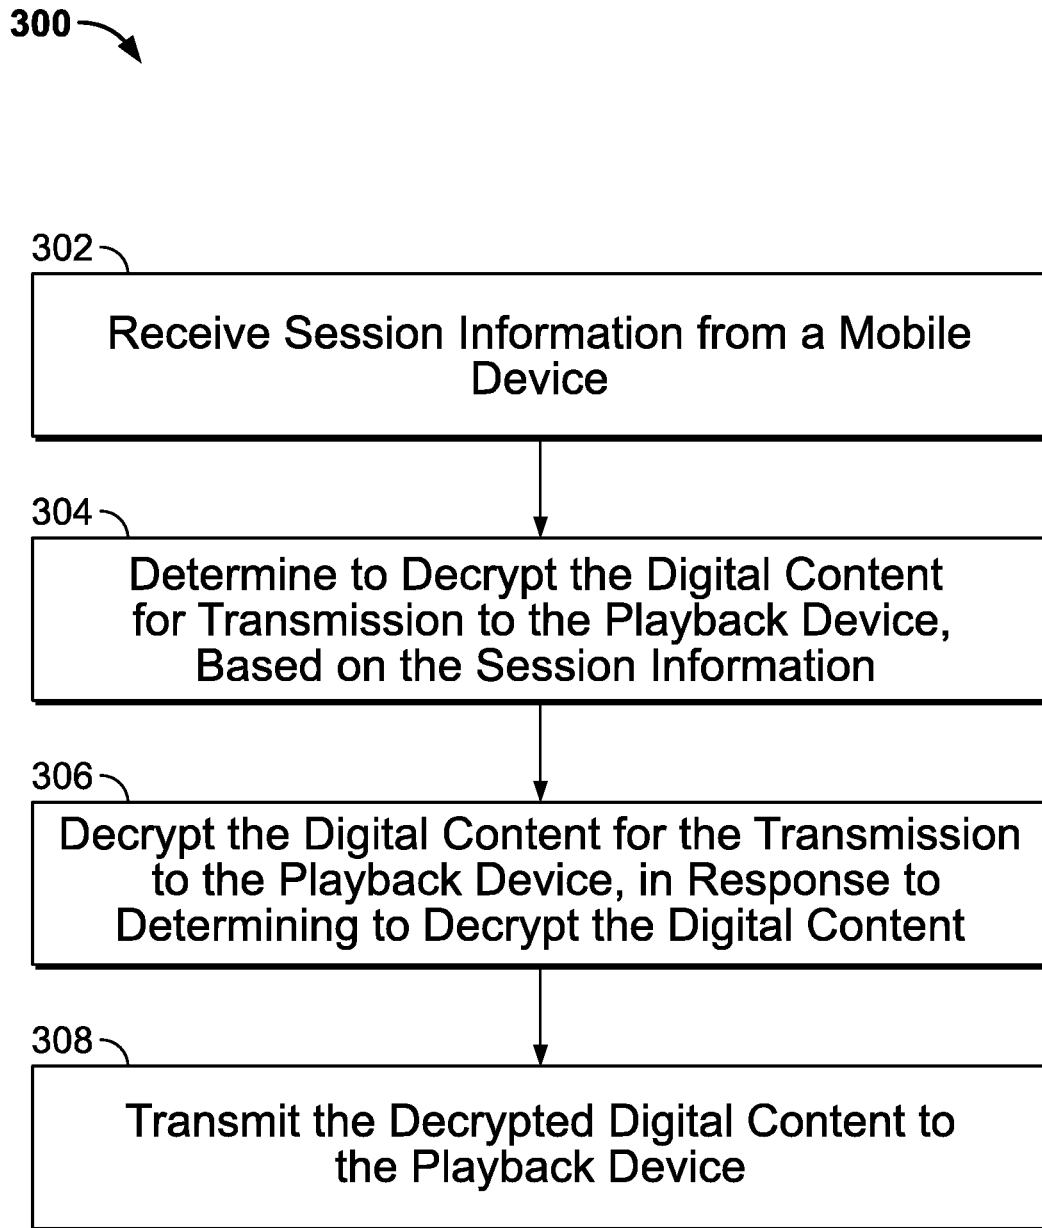 300
302
Receive Session Information from a Mobile
Device
304
Determine to Decrypt the Digital Content
for Transmission to the Playback Device,
Based on the Session Information
306
Decrypt the Digital Content for the Transmission
to the Playback Device, in Response to
Determining to Decrypt the Digital Content
308
Transmit the Decrypted Digital Content to
the Playback Device